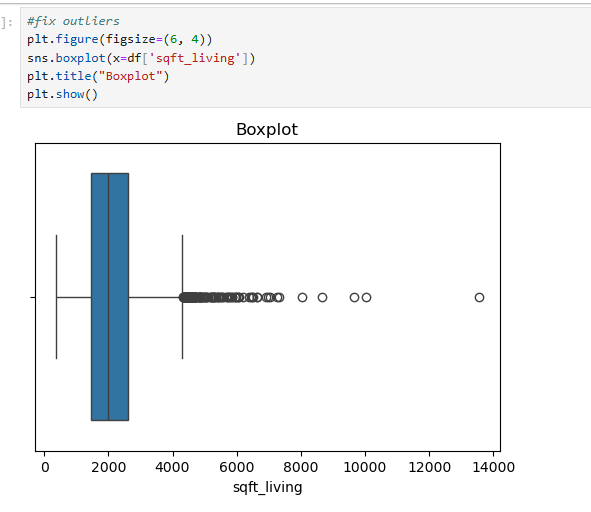 ]:
#fix outliers
plt.figure(figsize=(6, 4))
sns.boxplot(x=df['sqft_living'])
plt.title("Boxplot")
plt.show()
Boxplot
0 2000 4000 6000 8000 10000 12000 14000
sqft_living